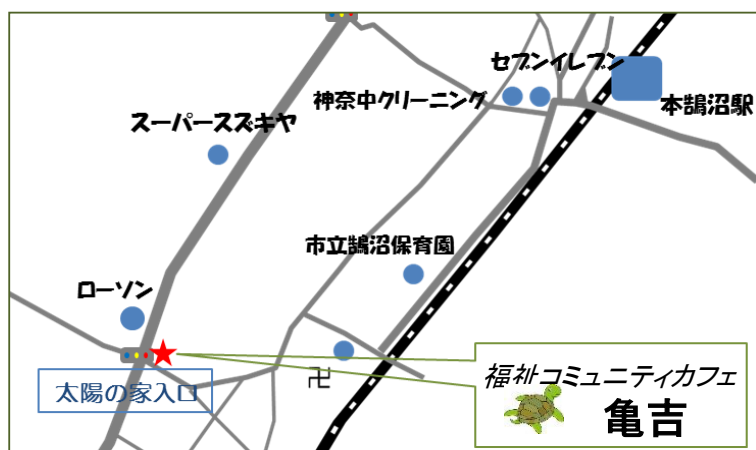 セブンイレブン
神奈中クリーニング
本鵠沼駅
スーパースズキヤ
市立鵠沼保育園
ローソン
卍
太陽の家入口
福祉コミュニティカフェ
亀吉